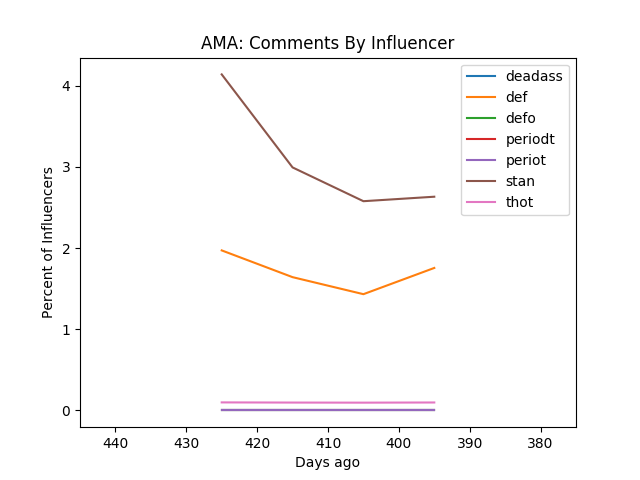 AMA: Comments By Influencer
Percent of Influencers
4
3
2
1
0
deadass
def
defo
periodt
periot
stan
thot
440 430 420 410 400 390 380
Days ago